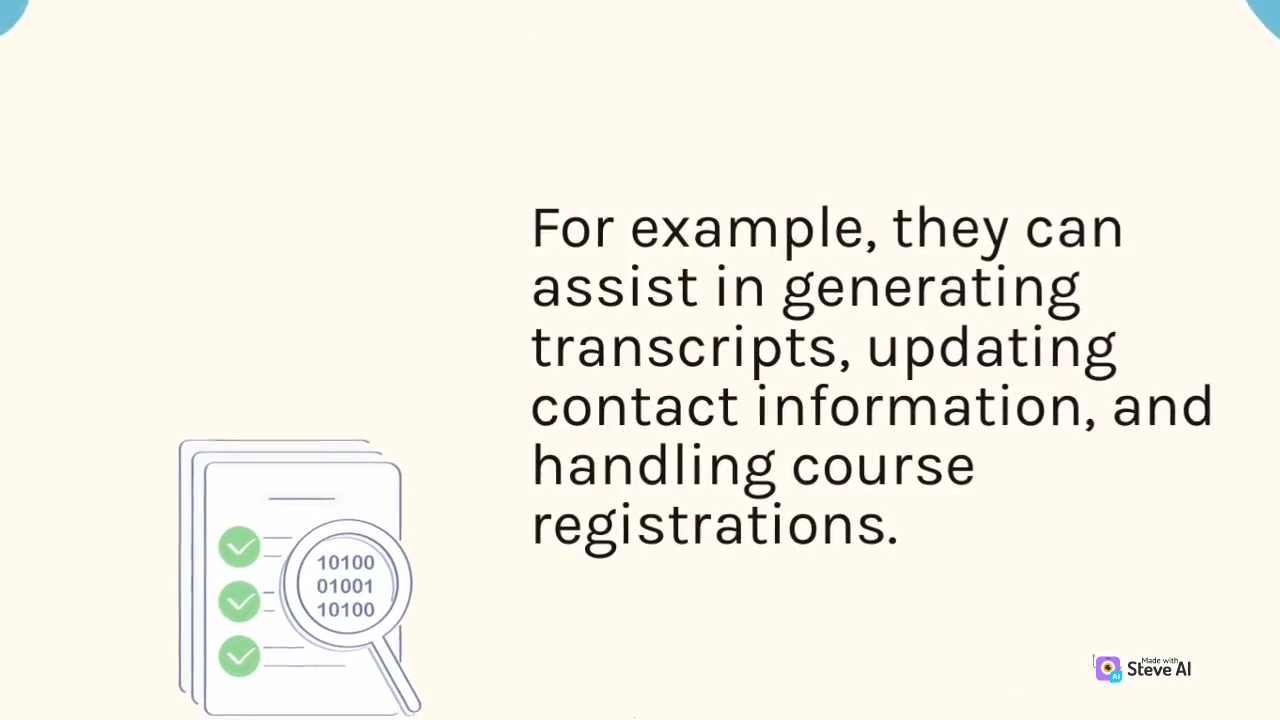 For example, they can
assist in generating
transcripts, updating
contact information, and
handling course
registrations.
10100
01001
10100
Made with
Steve AI
AI